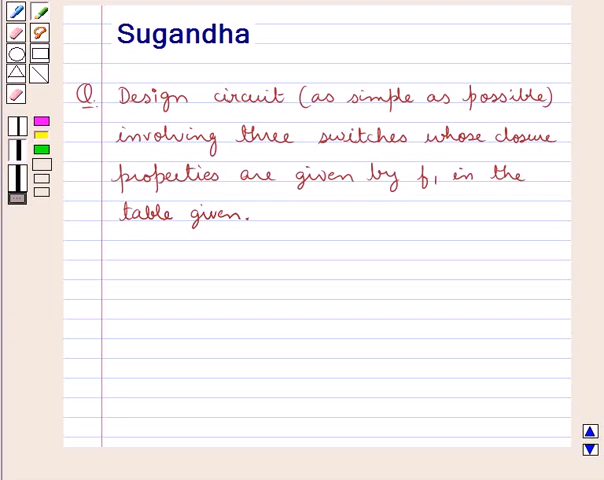 Sugandha
Q. Design circuit (as simple as possible)
involving three switches whose closure
properties are given by f₁ in the
table given.